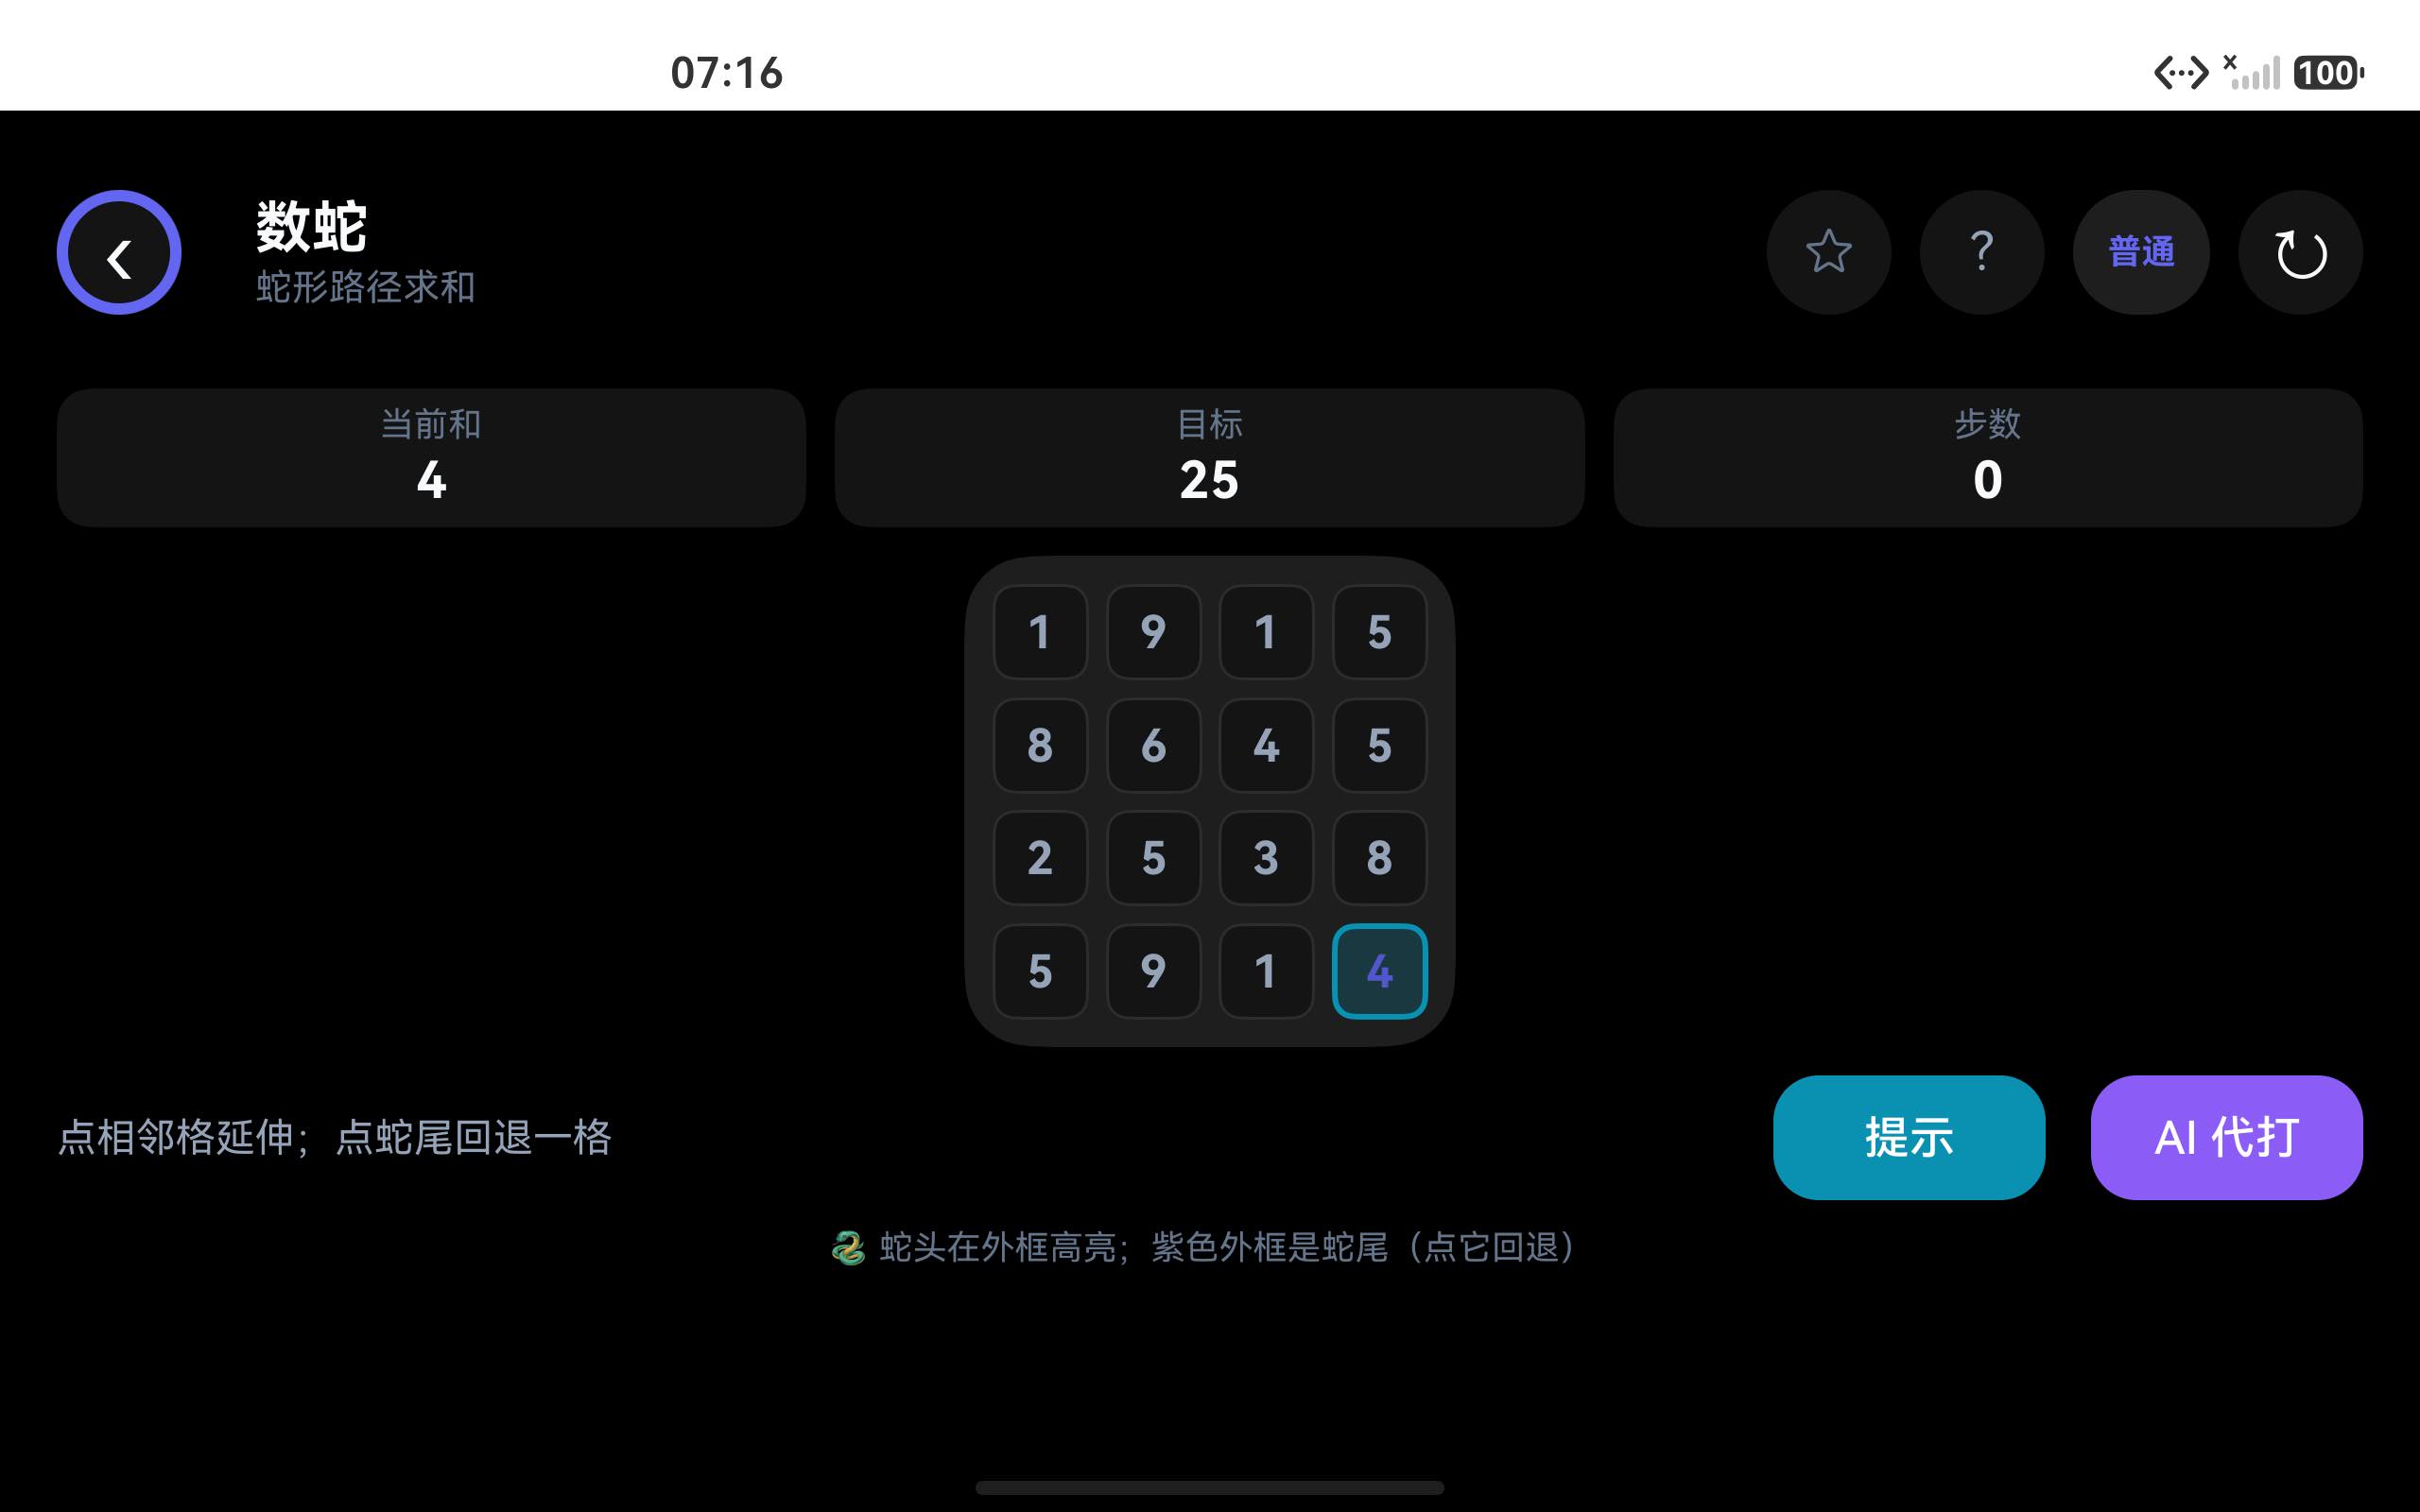 07:16
100
数蛇
蛇形路径求和
?
普通
当前和
4
目标
25
步数
0
1 9 1 5
8 6 4 5
2 5 3 8
5 9 1 4
点相邻格延伸；点蛇尾回退一格
提示
AI 代打
蛇头在外框高亮；紫色外框是蛇尾（点它回退）